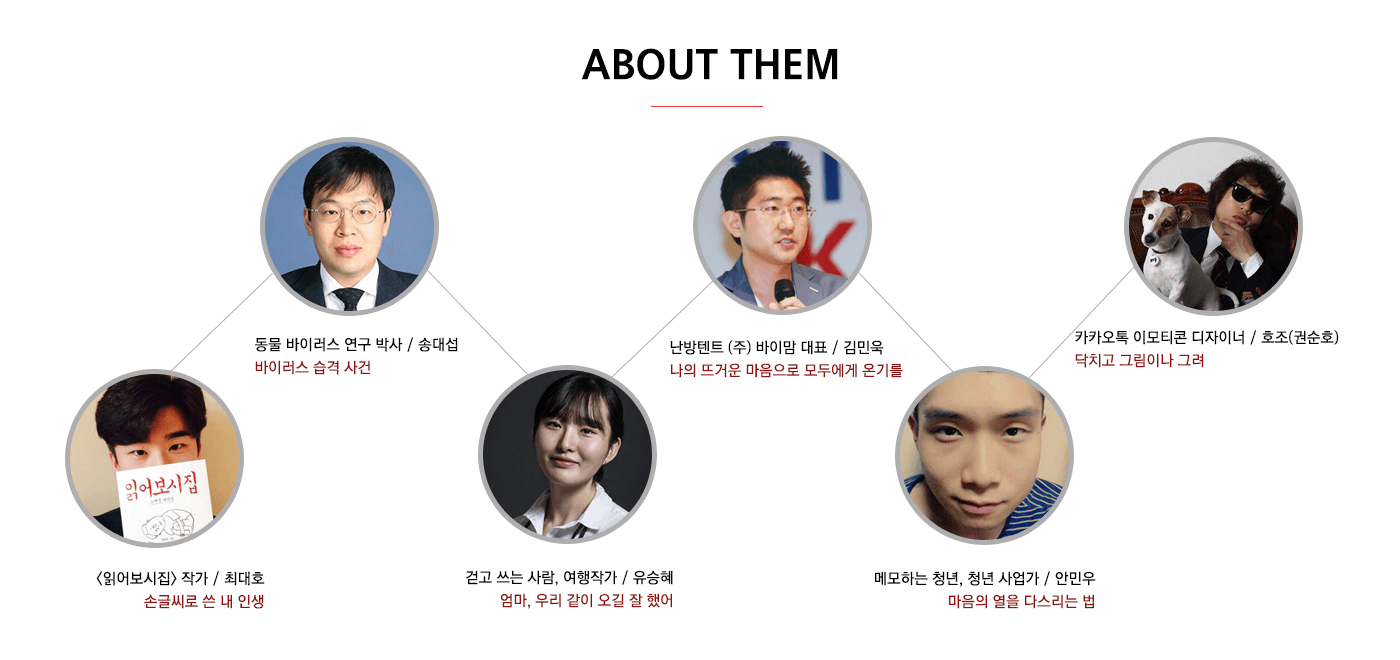 ABOUT THEM
동물 바이러스 연구 박사 / 송대섭
바이러스 습격 사건
난방텐트 (주) 바이맘 대표 / 김민욱
나의 뜨거운 마음으로 모두에게 온기를
카카오톡 이모티콘 디자이너 / 호조(권순호)
닥치고 그림이나 그려
읽어보시집
<읽어보시집> 작가 / 최대호
손글씨로 쓴 내 인생
걷고 쓰는 사람, 여행작가 / 유승혜
엄마, 우리 같이 오길 잘 했어
메모하는 청년, 청년 사업가 / 안민우
마음의 열을 다스리는 법